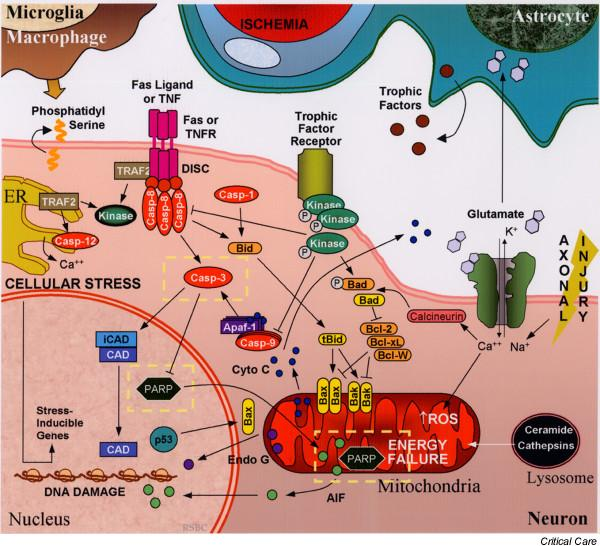 Microglia
Macrophage
ISCHEMIA
Astrocyte
Phosphatidyl
Serine
Fas Ligand
or TNF
Fas or
TNFR
DISC
TRAF2
Casp-8
Casp-8
Casp-8
Trophic
Factor
Receptor
Trophic
Factors
Glutamate
K+
AXONAL
INJURY
ER
TRAF2
Kinase
Casp-12
Ca++
CELLULAR STRESS
Casp-1
Bid
Kinase
P
Kinase
P
Kinase
P
Casp-3
P
Bad
Bad
Calcineurin
Ca++
Na+
Apaf-1
Casp-9
Cyto C
tBid
Bcl-2
Bcl-xL
Bcl-W
iCAD
CAD
PARP
Bax
Bax
Bak
Bak
ROS
ENERGY
FAILURE
PARP
Mitochondria
Ceramide
Cathepsins
Lysosome
Stress-
Inducible
Genes
CAD
p53
Bax
Endo G
AIF
DNA DAMAGE
Nucleus
RSBC
Neuron
Critical Care